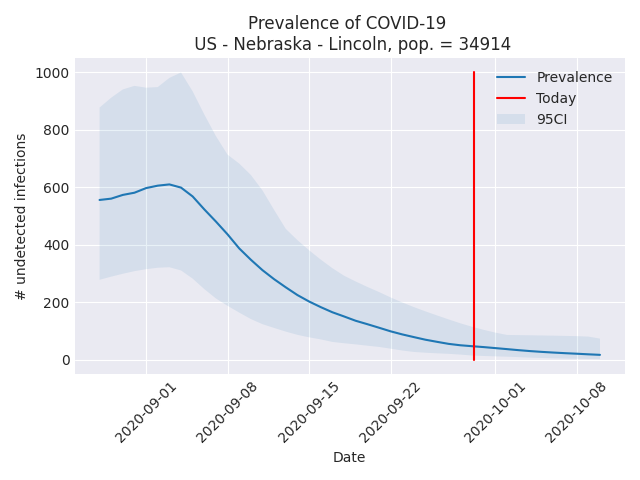 Prevalence of COVID-19
US - Nebraska - Lincoln, pop. = 34914
Prevalence
Today
95CI
# undetected infections
1000
800
600
400
200
0
2020-09-01
2020-09-08
2020-09-15
2020-09-22
2020-10-01
2020-10-08
Date